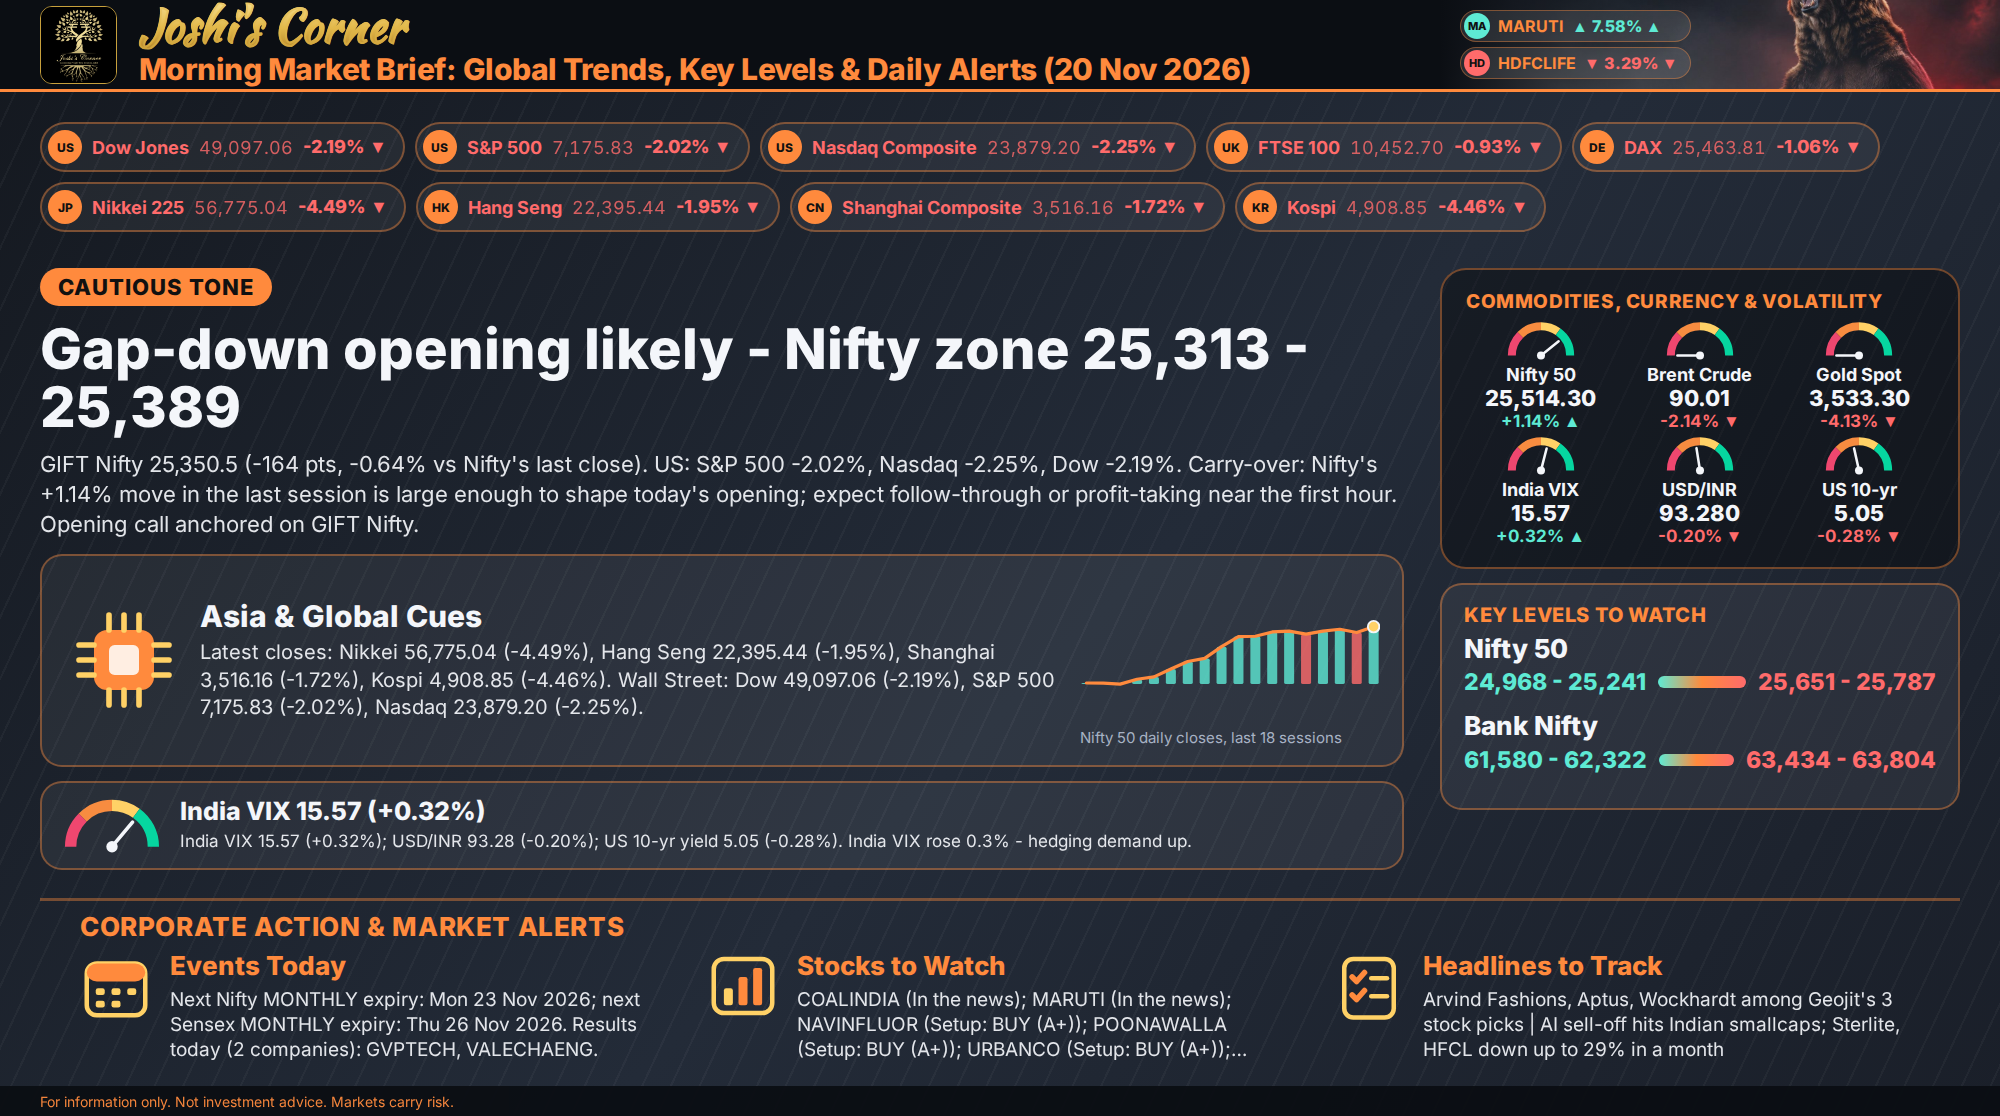 Joshi's Corner
Joshi's Corner
Morning Market Brief: Global Trends, Key Levels & Daily Alerts (20 Nov 2026)
MA MARUTI ▲ 7.58% ▲
HD HDFCLIFE ▼ 3.29% ▼
US Dow Jones 49,097.06 -2.19% ▼
US S&P 500 7,175.83 -2.02% ▼
US Nasdaq Composite 23,879.20 -2.25% ▼
UK FTSE 100 10,452.70 -0.93% ▼
DE DAX 25,463.81 -1.06% ▼
JP Nikkei 225 56,775.04 -4.49% ▼
HK Hang Seng 22,395.44 -1.95% ▼
CN Shanghai Composite 3,516.16 -1.72% ▼
KR Kospi 4,908.85 -4.46% ▼
CAUTIOUS TONE
Gap-down opening likely - Nifty zone 25,313 -
25,389
GIFT Nifty 25,350.5 (-164 pts, -0.64% vs Nifty's last close). US: S&P 500 -2.02%, Nasdaq -2.25%, Dow -2.19%. Carry-over: Nifty's
+1.14% move in the last session is large enough to shape today's opening; expect follow-through or profit-taking near the first hour.
Opening call anchored on GIFT Nifty.
Asia & Global Cues
Latest closes: Nikkei 56,775.04 (-4.49%), Hang Seng 22,395.44 (-1.95%), Shanghai
3,516.16 (-1.72%), Kospi 4,908.85 (-4.46%). Wall Street: Dow 49,097.06 (-2.19%), S&P 500
7,175.83 (-2.02%), Nasdaq 23,879.20 (-2.25%).
Nifty 50 daily closes, last 18 sessions
India VIX 15.57 (+0.32%)
India VIX 15.57 (+0.32%); USD/INR 93.28 (-0.20%); US 10-yr yield 5.05 (-0.28%). India VIX rose 0.3% - hedging demand up.
COMMODITIES, CURRENCY & VOLATILITY
Nifty 50
25,514.30
+1.14% ▲
Brent Crude
90.01
-2.14% ▼
Gold Spot
3,533.30
-4.13% ▼
India VIX
15.57
+0.32% ▲
USD/INR
93.280
-0.20% ▼
US 10-yr
5.05
-0.28% ▼
KEY LEVELS TO WATCH
Nifty 50
24,968 - 25,241 25,651 - 25,787
Bank Nifty
61,580 - 62,322 63,434 - 63,804
CORPORATE ACTION & MARKET ALERTS
Events Today
Next Nifty MONTHLY expiry: Mon 23 Nov 2026; next
Sensex MONTHLY expiry: Thu 26 Nov 2026. Results
today (2 companies): GVPTECH, VALECHAENG.
Stocks to Watch
COALINDIA (In the news); MARUTI (In the news);
NAVINFLUOR (Setup: BUY (A+)); POONAWALLA
(Setup: BUY (A+)); URBANCO (Setup: BUY (A+));...
Headlines to Track
Arvind Fashions, Aptus, Wockhardt among Geojit's 3
stock picks | AI sell-off hits Indian smallcaps; Sterlite,
HFCL down up to 29% in a month
For information only. Not investment advice. Markets carry risk.